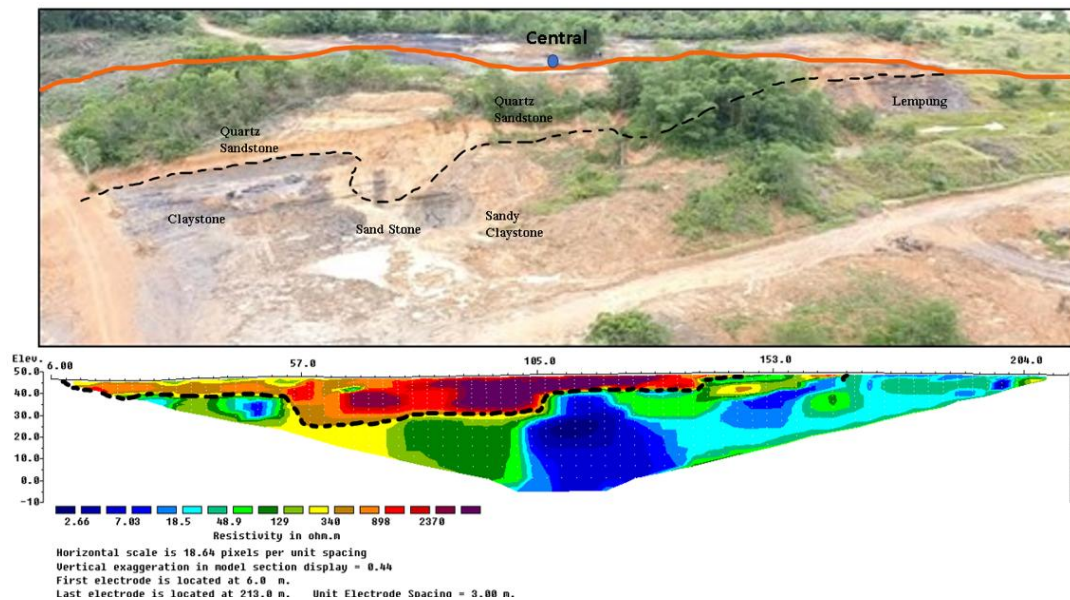 Central
Quartz
Sandstone
Lempung
Quartz
Sandstone
Claystone
Sand Stone
Sandy
Claystone
Elev.
6.00 57.0 105.0 153.0 204.0
50.0
40.0
30.0
20.0
10.0
0.0
-10
2.66 7.03 18.5 48.9 129 340 898 2370
Resistivity in ohm.m
Horizontal scale is 18.64 pixels per unit spacing
Vertical exaggeration in model section display = 0.44
First electrode is located at 6.0 m.
Last electrode is located at 213.0 m. Unit Electrode Spacing = 3.00 m.